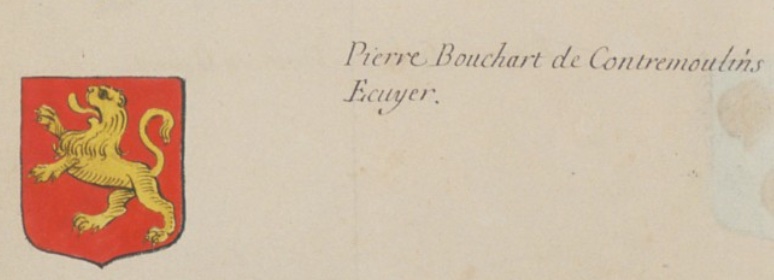 Pierre Bouchart de Contremoulins
Ecuyer.